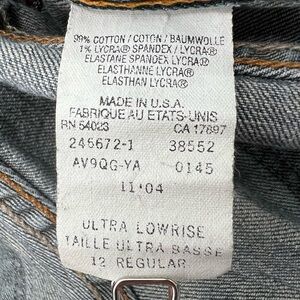 99% COTTON / COTON / BAUMWOLLE
1% LYCRA® SPANDEX / LYCRA®
ELASTANE SPANDEX LYCRA®
ELASTHANNE LYCRA®
ELASTHAN LYCRA®
MADE IN U.S.A.
FABRIQUE AU ETATS-UNIS
RN 54023 CA 17897
246672-1 38552
AV9QG-YA 0145
11·04
ULTRA LOWRISE
TAILLE ULTRA BASSE
12 REGULAR